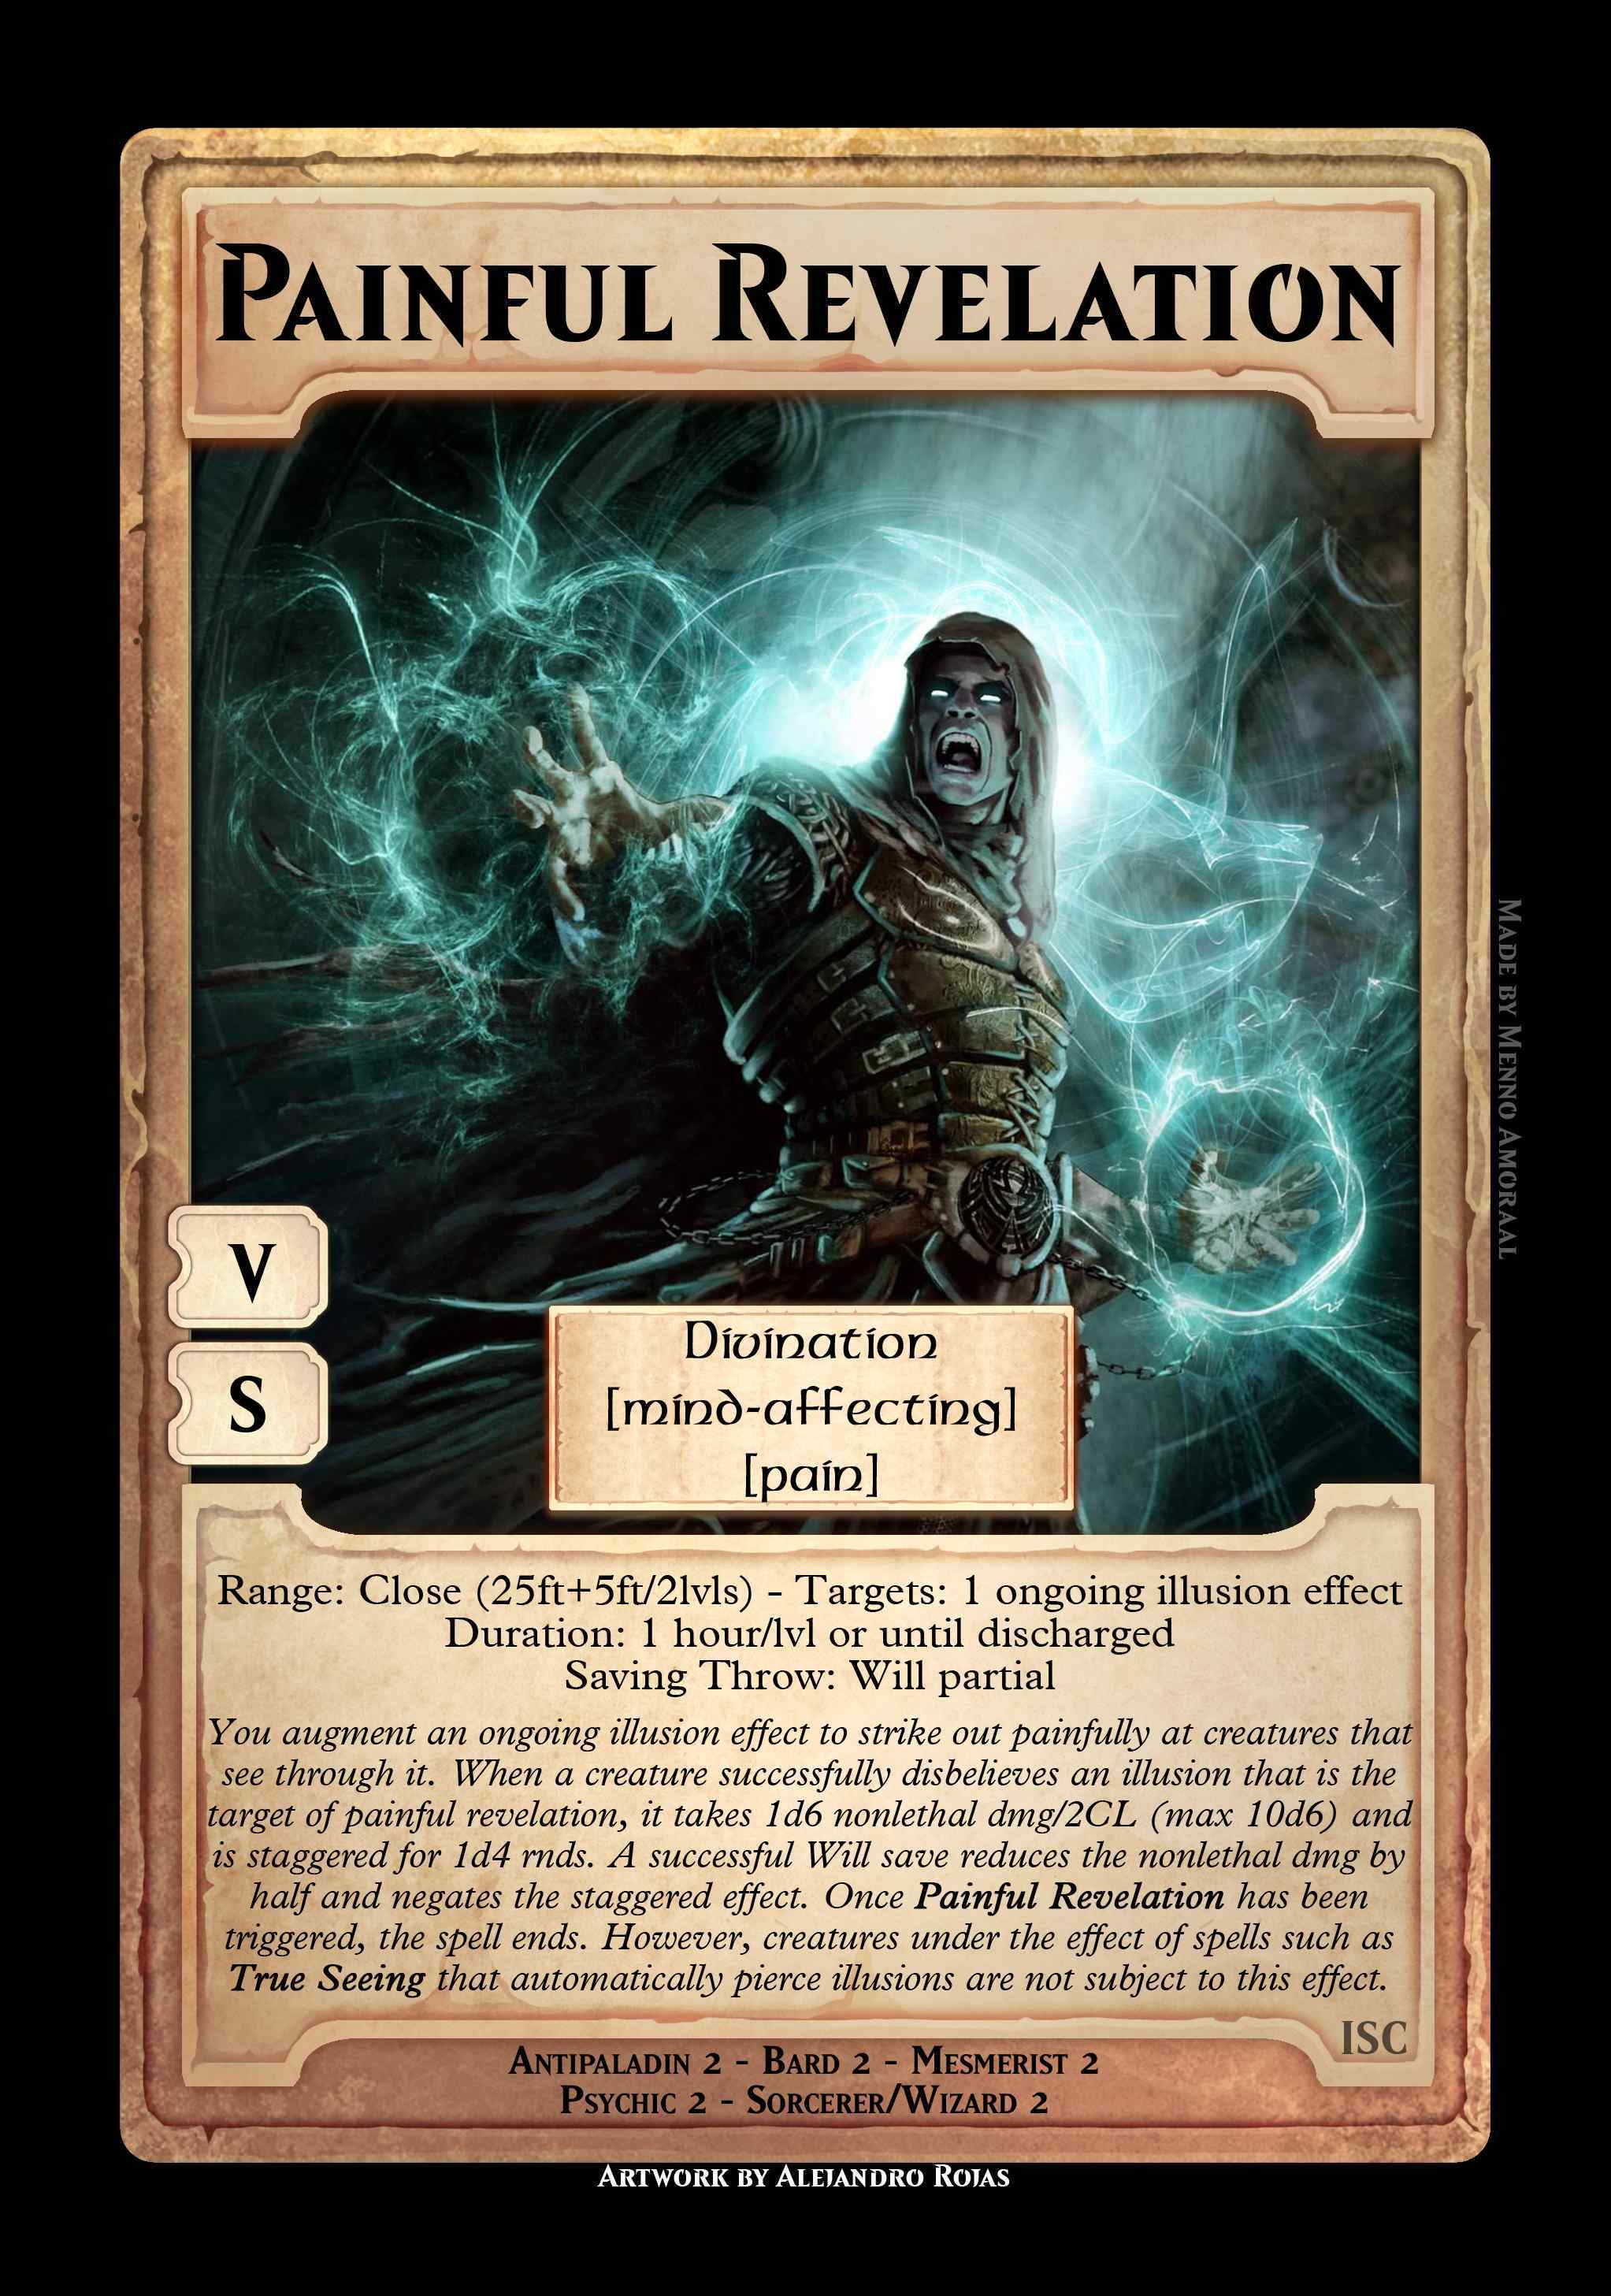 Painful Revelation
V
S
Divination
[mind-affecting]
[pain]
Range: Close (25ft+5ft/2lvls) - Targets: 1 ongoing illusion effect
Duration: 1 hour/lvl or until discharged
Saving Throw: Will partial
You augment an ongoing illusion effect to strike out painfully at creatures that
see through it. When a creature successfully disbelieves an illusion that is the
target of painful revelation, it takes 1d6 nonlethal dmg/2CL (max 10d6) and
is staggered for 1d4 rnds. A successful Will save reduces the nonlethal dmg by
half and negates the staggered effect. Once Painful Revelation has been
triggered, the spell ends. However, creatures under the effect of spells such as
True Seeing that automatically pierce illusions are not subject to this effect.
ISC
Antipaladin 2 - Bard 2 - Mesmerist 2
Psychic 2 - Sorcerer/Wizard 2
Artwork by Alejandro Rojas
Made by Menno Amoraal